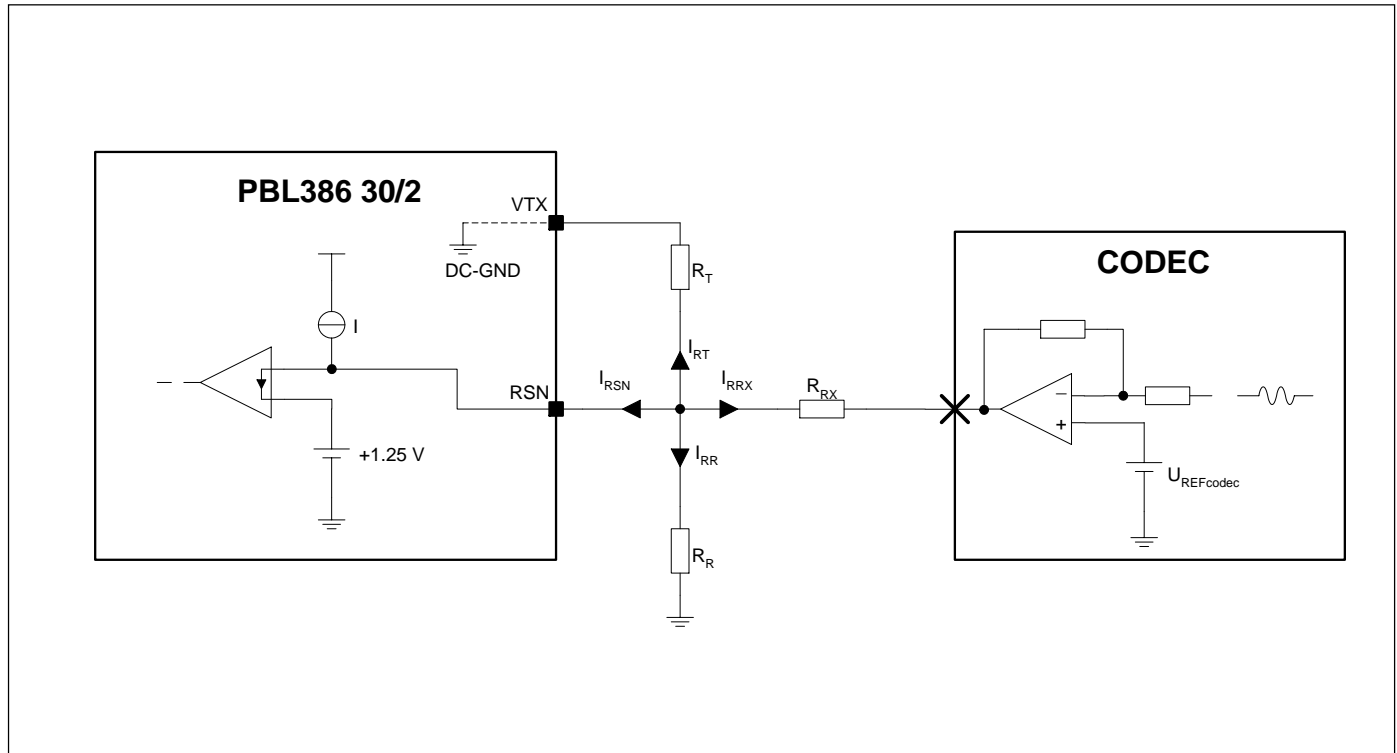 PBL386 30/2
VTX
DC-GND
R_T
CODEC
I
I_RT
RSN
I_RSN
I_RRX
R_RX
−
+
+1.25 V
I_RR
U_REFcodec
R_R